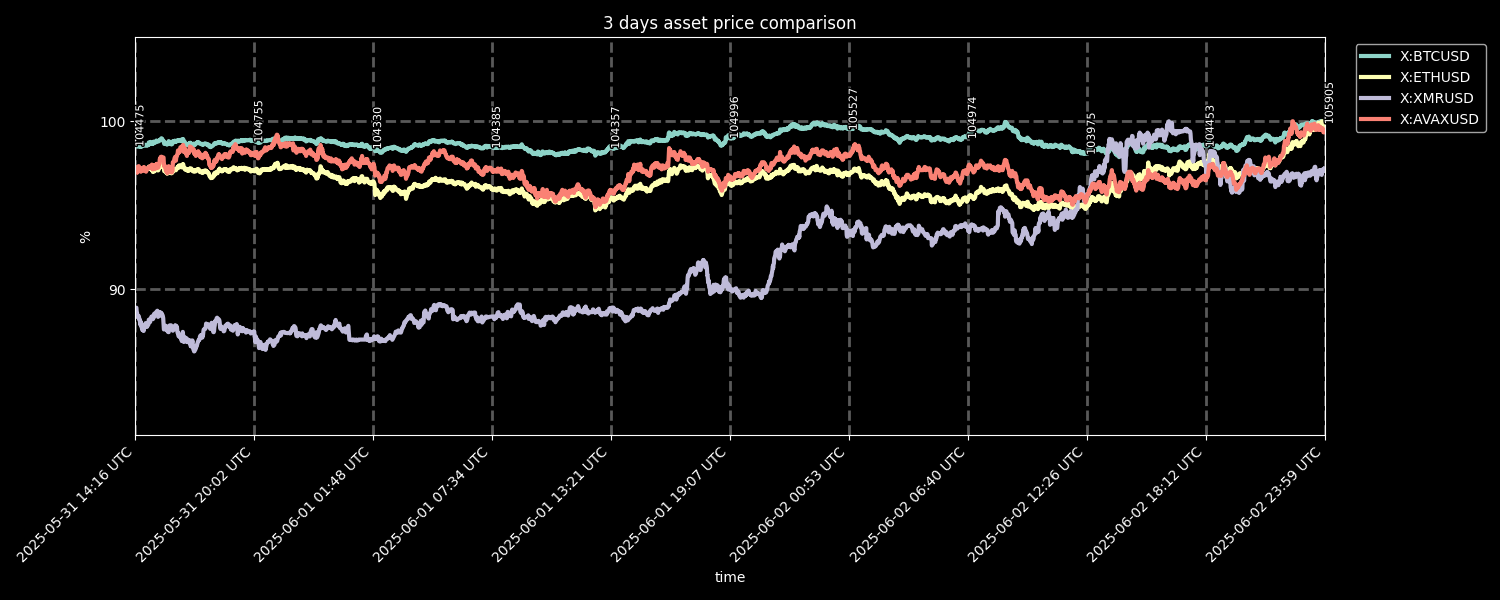 3 days asset price comparison
X:BTCUSD
X:ETHUSD
X:XMRUSD
X:AVAXUSD
100
90
%
104475
104755
104330
104385
104357
104996
105527
104974
103975
104453
105905
2025-05-31 14:16 UTC
2025-05-31 20:02 UTC
2025-06-01 01:48 UTC
2025-06-01 07:34 UTC
2025-06-01 13:21 UTC
2025-06-01 19:07 UTC
2025-06-02 00:53 UTC
2025-06-02 06:40 UTC
2025-06-02 12:26 UTC
2025-06-02 18:12 UTC
2025-06-02 23:59 UTC
time